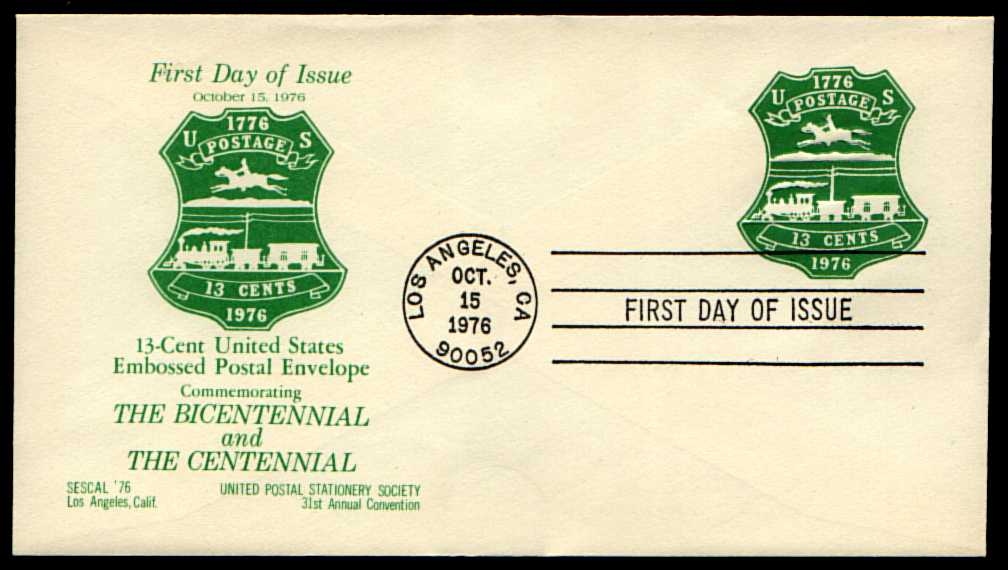 First Day of Issue
October 15, 1976
1776
U S
POSTAGE
13 CENTS
1976
13-Cent United States
Embossed Postal Envelope
Commemorating
THE BICENTENNIAL
and
THE CENTENNIAL
SESCAL '76
Los Angeles, Calif.
UNITED POSTAL STATIONERY SOCIETY
31st Annual Convention
LOS ANGELES, CA
OCT.
15
1976
90052
1776
U S
POSTAGE
13 CENTS
1976
FIRST DAY OF ISSUE